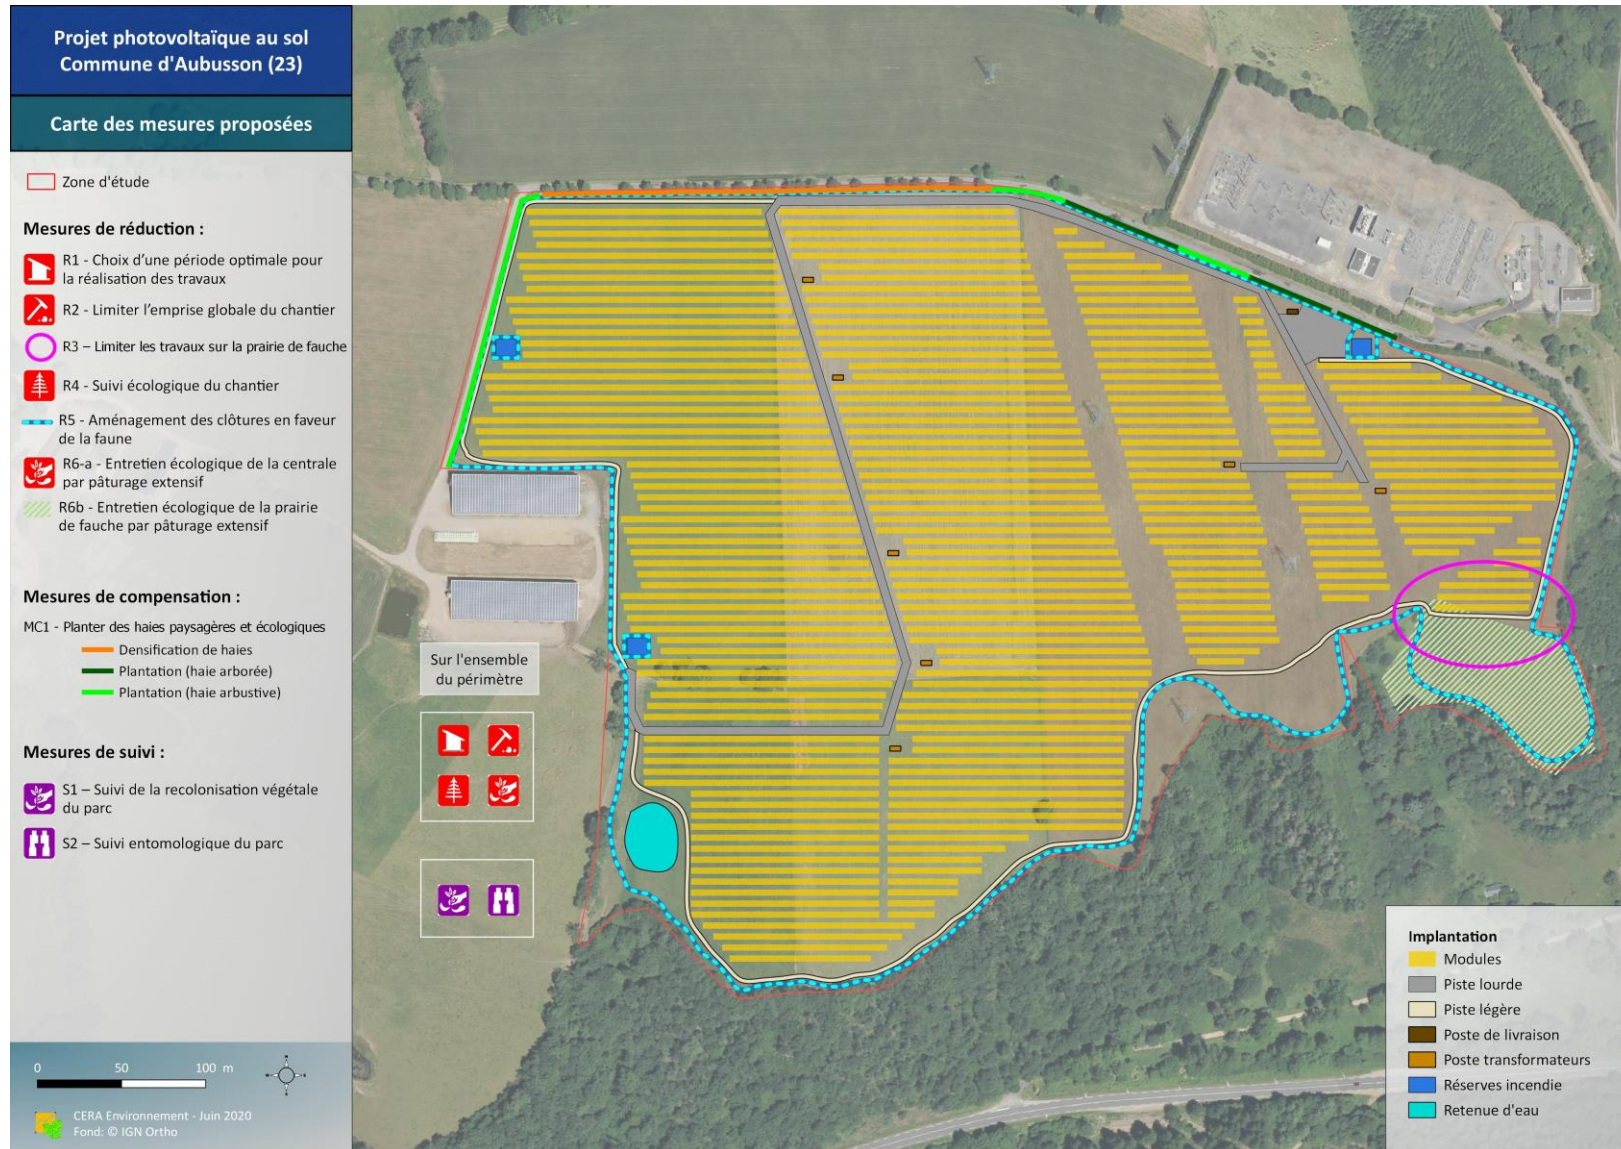 Projet photovoltaïque au sol
Commune d'Aubusson (23)
Carte des mesures proposées
Zone d'étude
Mesures de réduction :
R1 - Choix d’une période optimale pour
la réalisation des travaux
R2 - Limiter l’emprise globale du chantier
R3 – Limiter les travaux sur la prairie de fauche
R4 - Suivi écologique du chantier
R5 - Aménagement des clôtures en faveur
de la faune
R6-a - Entretien écologique de la centrale
par pâturage extensif
R6b - Entretien écologique de la prairie
de fauche par pâturage extensif
Mesures de compensation :
MC1 - Planter des haies paysagères et écologiques
Densification de haies
Plantation (haie arborée)
Plantation (haie arbustive)
Mesures de suivi :
S1 – Suivi de la recolonisation végétale
du parc
S2 – Suivi entomologique du parc
0 50 100 m
CERA Environnement - Juin 2020
Fond: © IGN Ortho
Sur l'ensemble
du périmètre
Implantation
Modules
Piste lourde
Piste légère
Poste de livraison
Poste transformateurs
Réserves incendie
Retenue d'eau